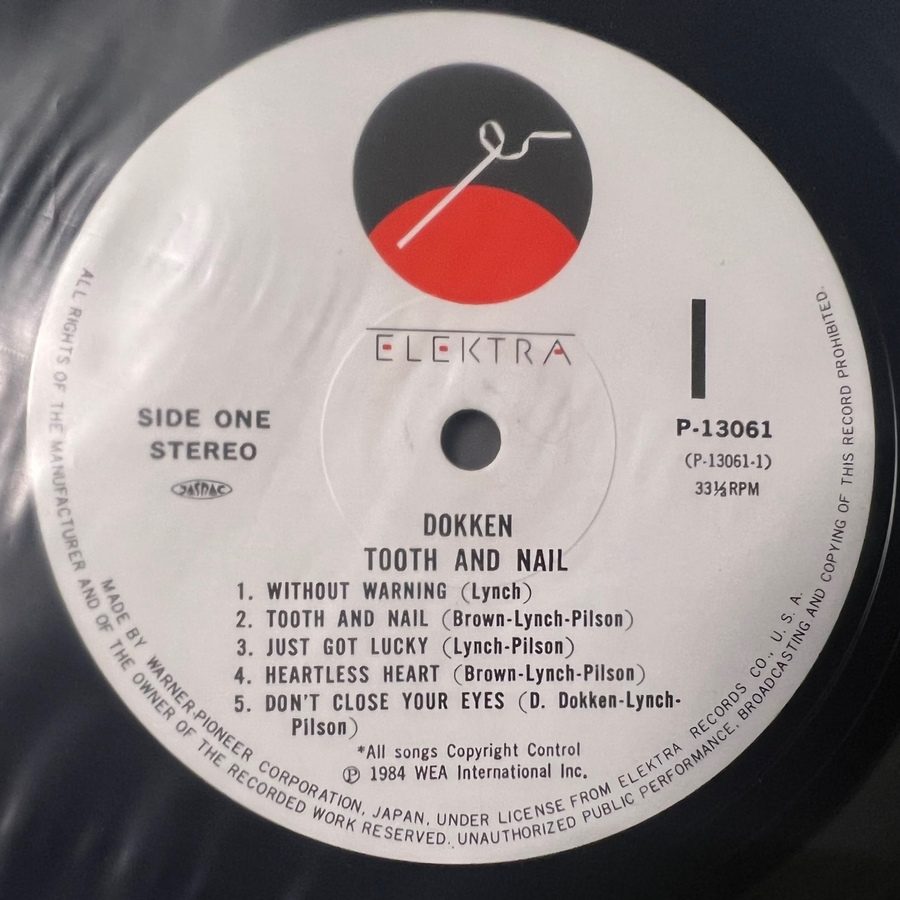 ELEKTRA
SIDE ONE
STEREO
JASRAC
I
P-13061
(P-13061-1)
33⅓RPM
DOKKEN
TOOTH AND NAIL
1. WITHOUT WARNING (Lynch)
2. TOOTH AND NAIL (Brown-Lynch-Pilson)
3. JUST GOT LUCKY (Lynch-Pilson)
4. HEARTLESS HEART (Brown-Lynch-Pilson)
5. DON'T CLOSE YOUR EYES (D. Dokken-Lynch-
Pilson)
*All songs Copyright Control
Ⓟ 1984 WEA International Inc.
MADE BY WARNER-PIONEER CORPORATION, JAPAN, UNDER LICENSE FROM ELEKTRA RECORDS CO., U. S. A.
ALL RIGHTS OF THE MANUFACTURER AND OF THE OWNER OF THE RECORDED WORK RESERVED. UNAUTHORIZED PUBLIC PERFORMANCE, BROADCASTING AND COPYING OF THIS RECORD PROHIBITED.